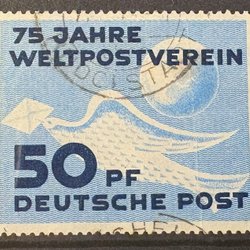 75 JAHRE
WELTPOSTVEREIN
50 PF
DEUTSCHE POST